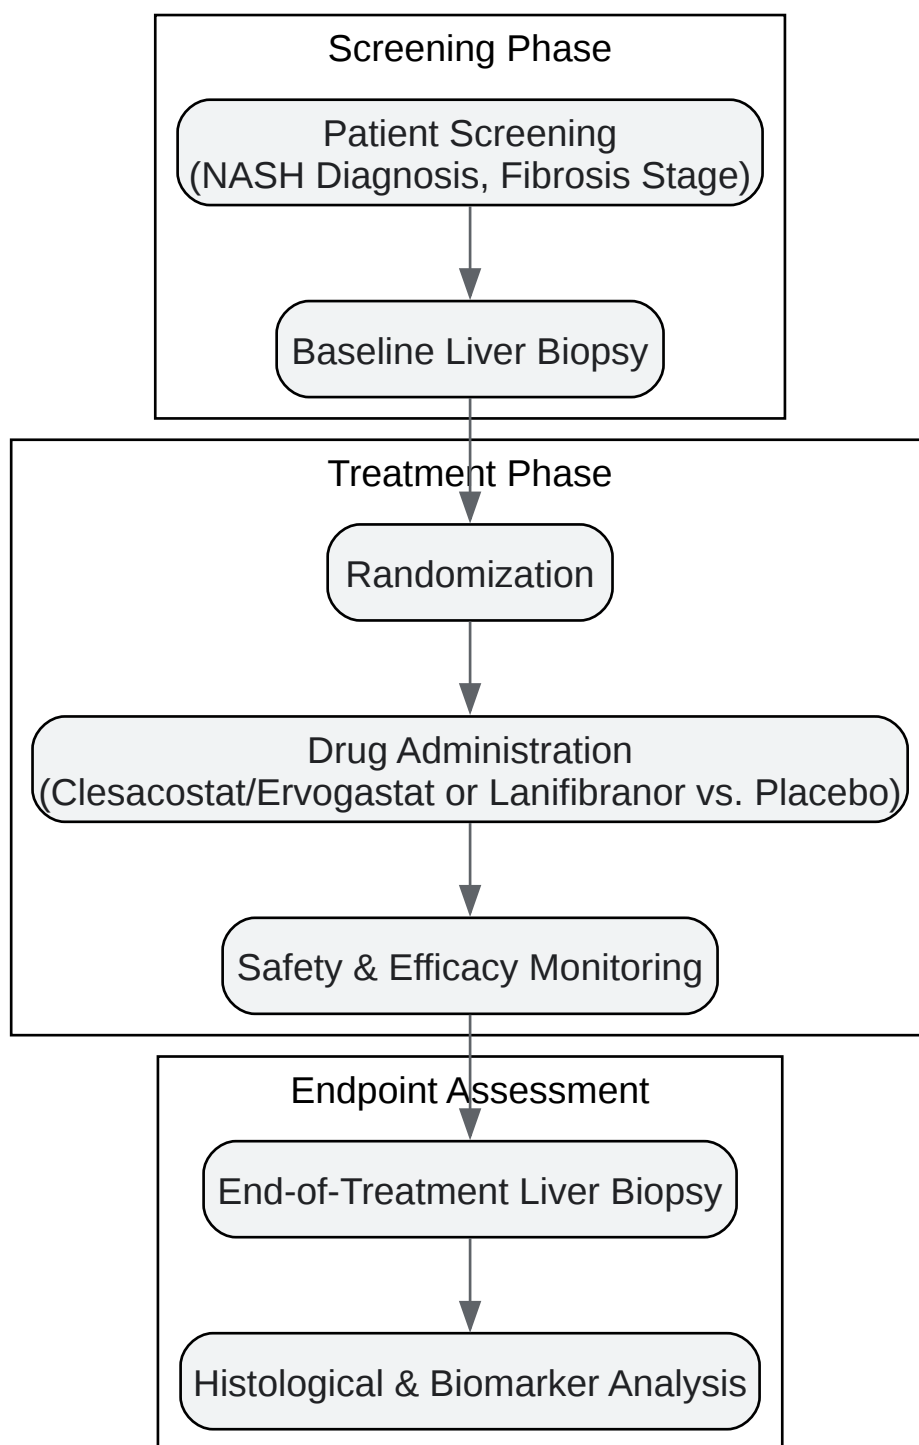 Screening Phase
Patient Screening
(NASH Diagnosis, Fibrosis Stage)
Baseline Liver Biopsy
Treatment Phase
Randomization
Drug Administration
(Clesacostat/Ervogastat or Lanifibranor vs. Placebo)
Safety & Efficacy Monitoring
Endpoint Assessment
End-of-Treatment Liver Biopsy
Histological & Biomarker Analysis